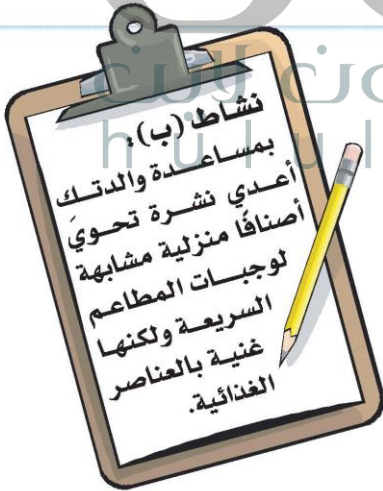 نشاط (ب) :
بمساعدة والدتك
أعدي نشرة تحوي
أصنافًا منزلية مشابهة
لوجبات المطاعم
السريعة ولكنها
غنية بالعناصر
الغذائية.